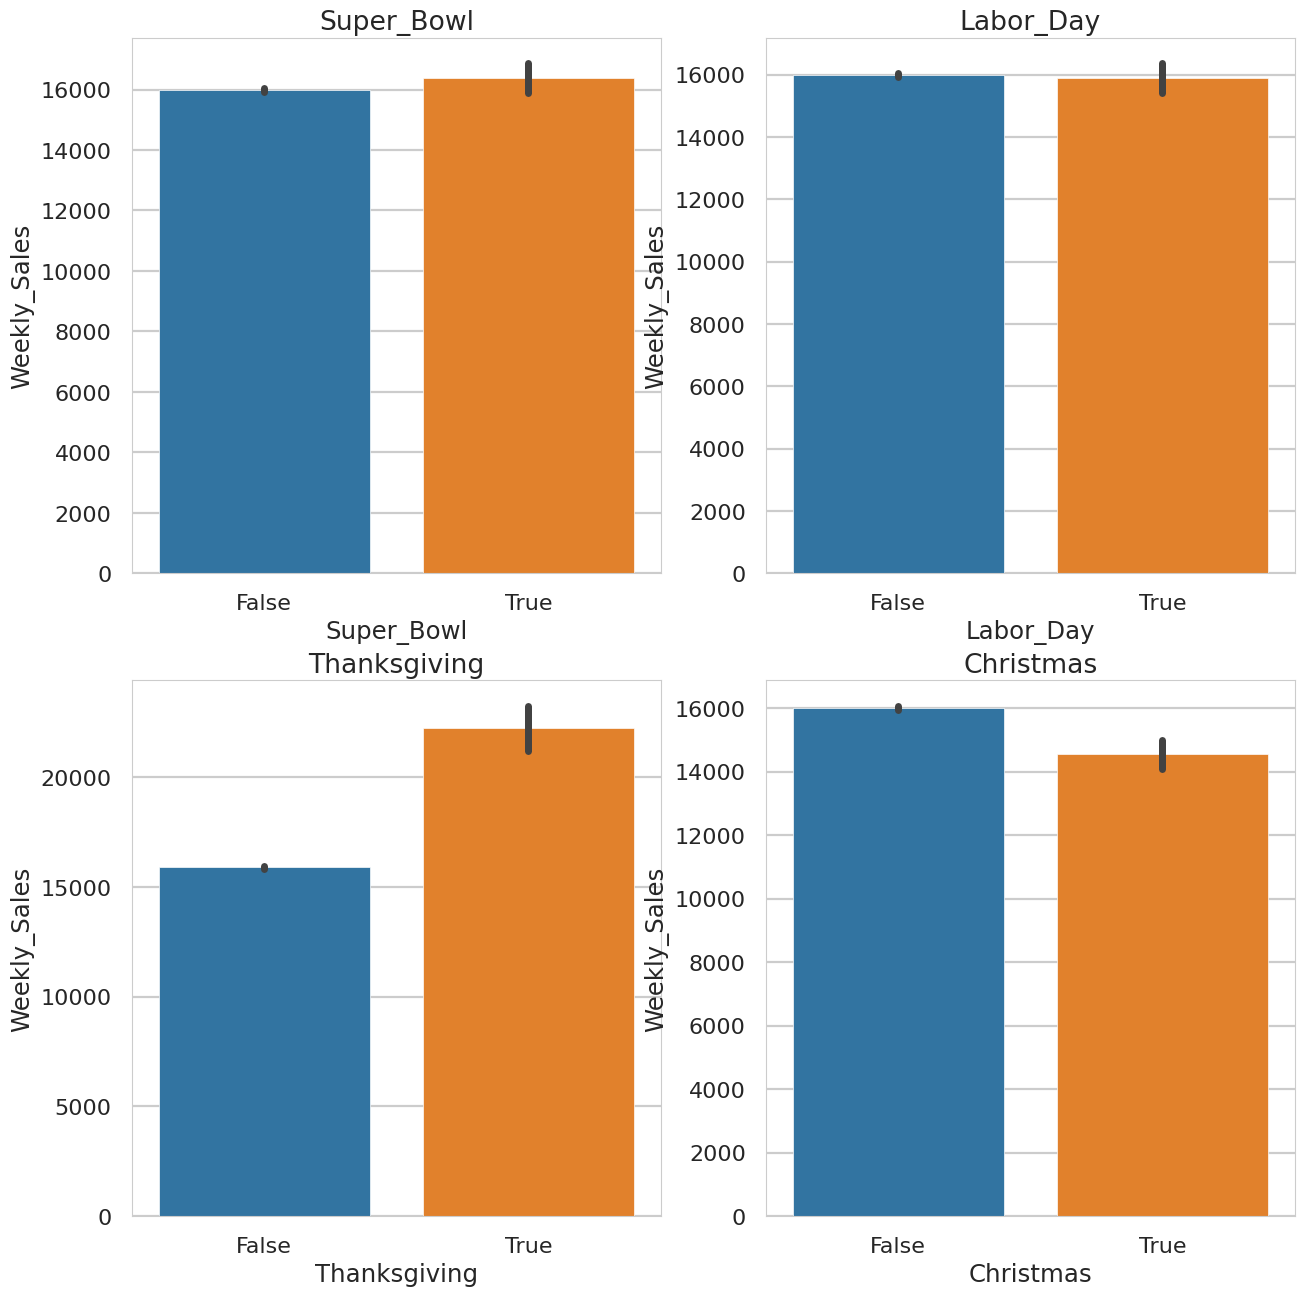 Super_Bowl
Weekly_Sales
16000
14000
12000
10000
8000
6000
4000
2000
0
False True
Super_Bowl
Labor_Day
Weekly_Sales
16000
14000
12000
10000
8000
6000
4000
2000
0
False True
Labor_Day
Thanksgiving
Weekly_Sales
20000
15000
10000
5000
0
False True
Thanksgiving
Christmas
Weekly_Sales
16000
14000
12000
10000
8000
6000
4000
2000
0
False True
Christmas